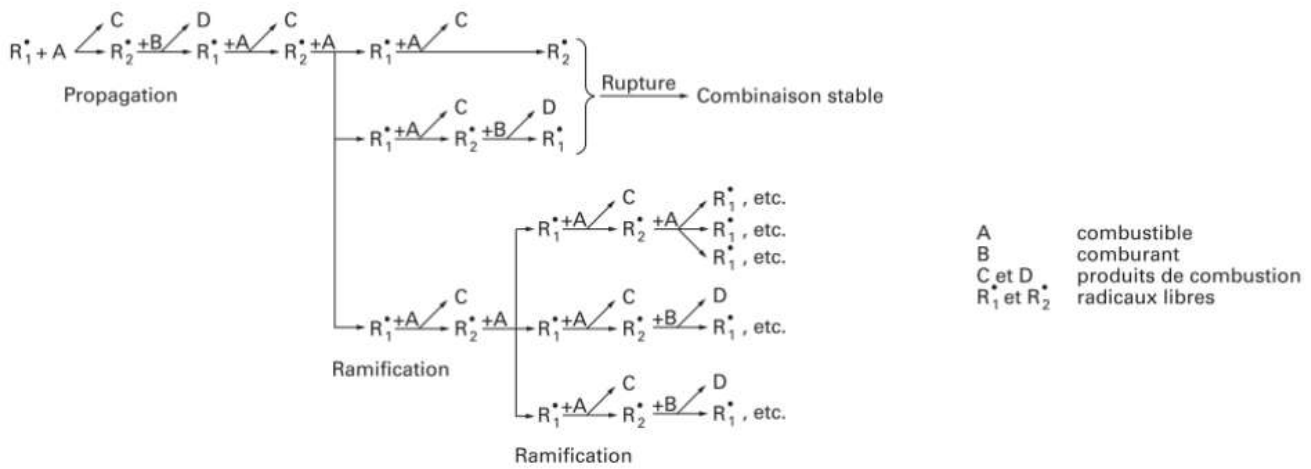 C D C C
R₁• + A R₂• +B R₁• +A R₂• +A R₁• +A R₂•
Propagation
Rupture
Combinaison stable
C D
R₁• +A R₂• +B R₁•
C R₁• , etc.
R₁• +A R₂• +A R₁• , etc.
R₁• , etc.
A combustible
B comburant
C et D produits de combustion
R₁• et R₂• radicaux libres
C C D
R₁• +A R₂• +A R₁• +A R₂• +B R₁• , etc.
Ramification
C D
R₁• +A R₂• +B R₁• , etc.
Ramification